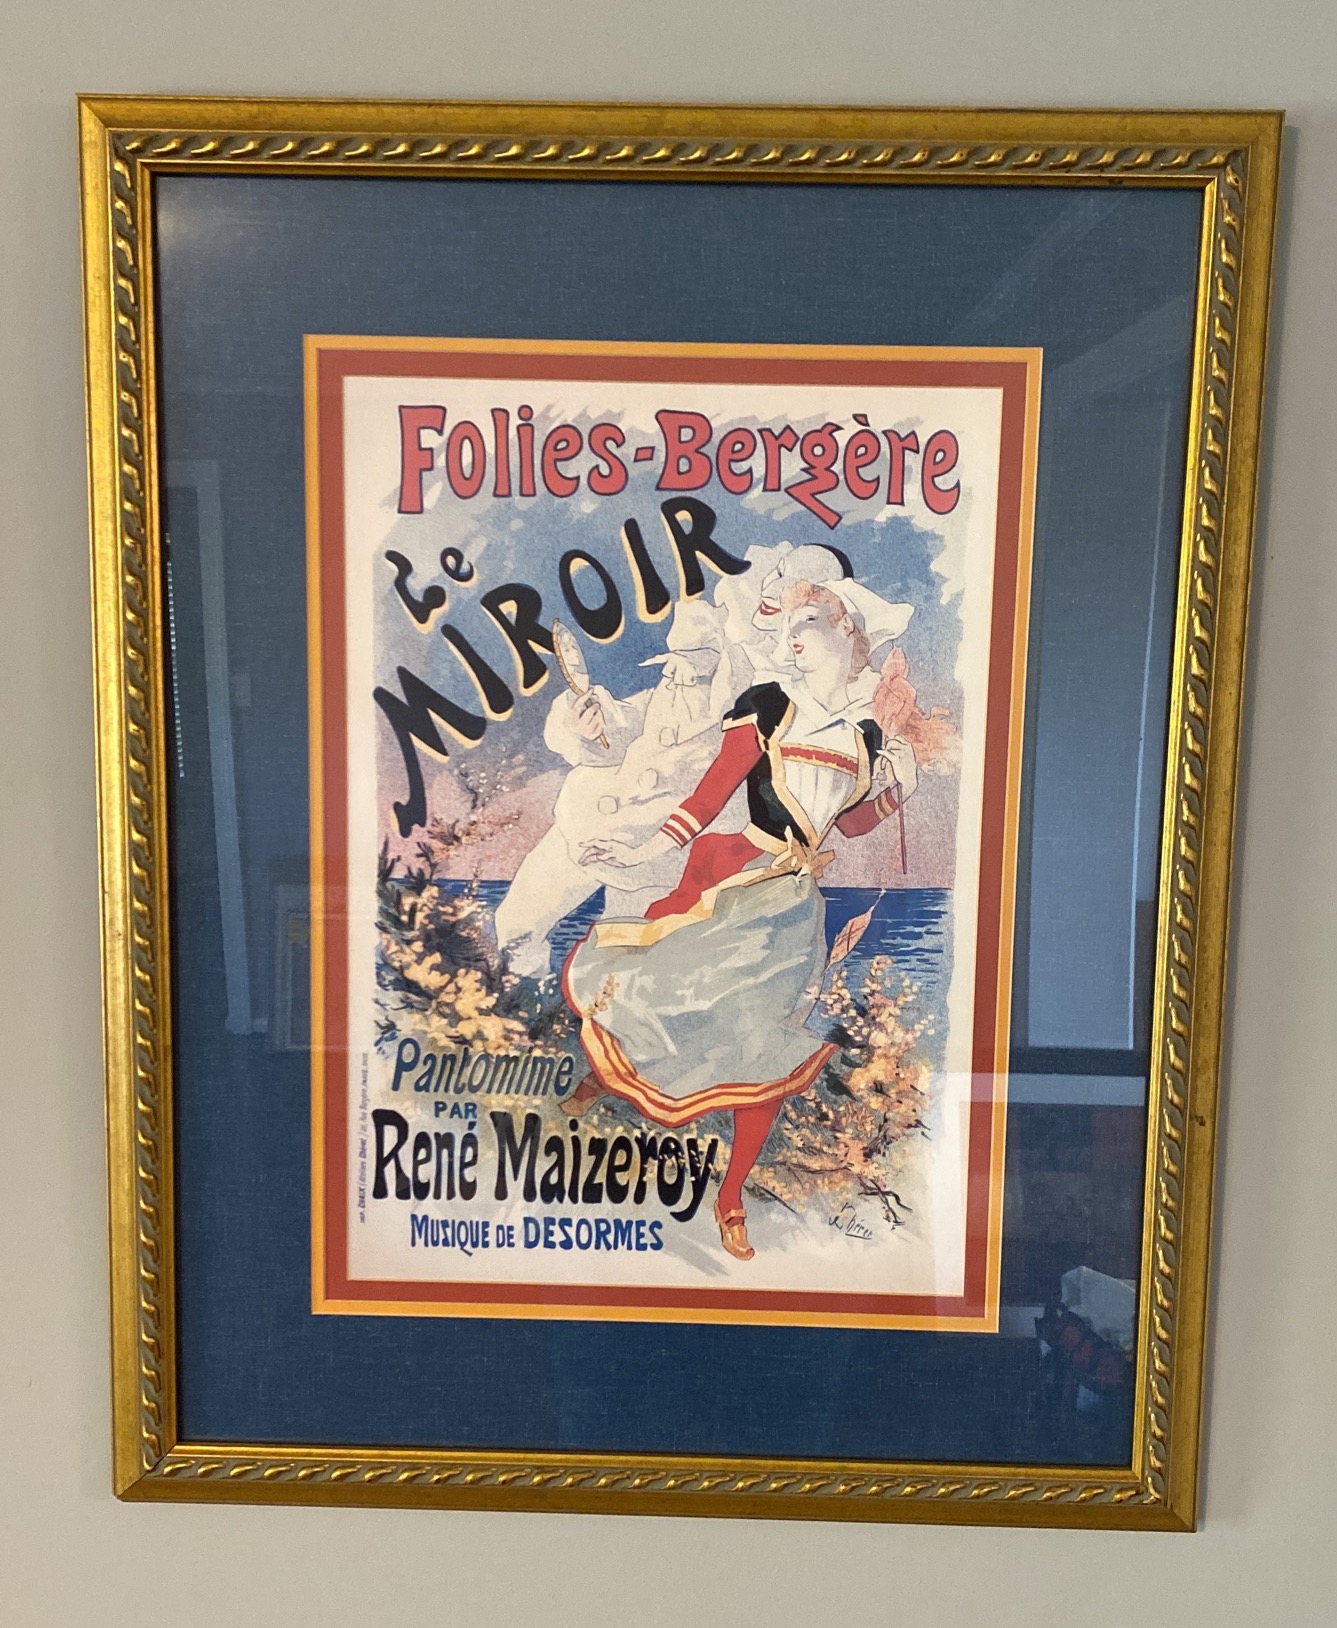 Folies-Bergère
Le
MIROIR
Pantomime
PAR
René Maizeroy
MUSIQUE DE DESORMES